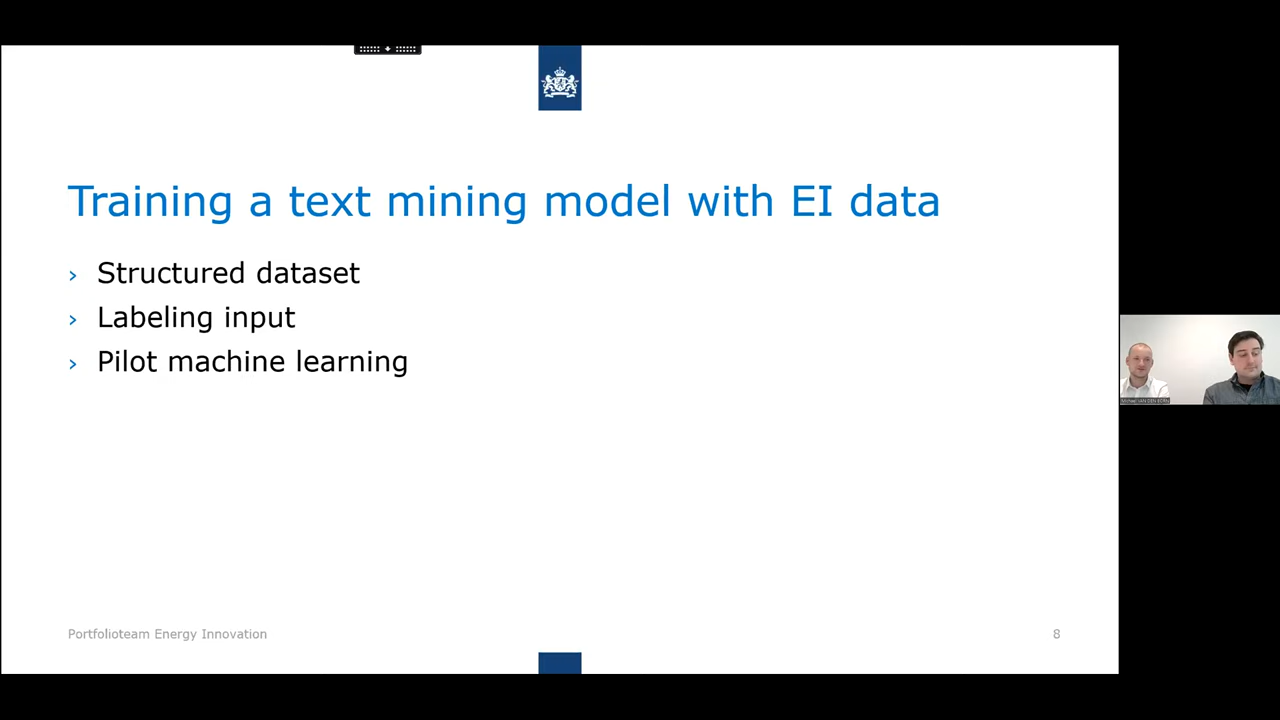 Training a text mining model with EI data
› Structured dataset
› Labeling input
› Pilot machine learning
Portfolioteam Energy Innovation
8